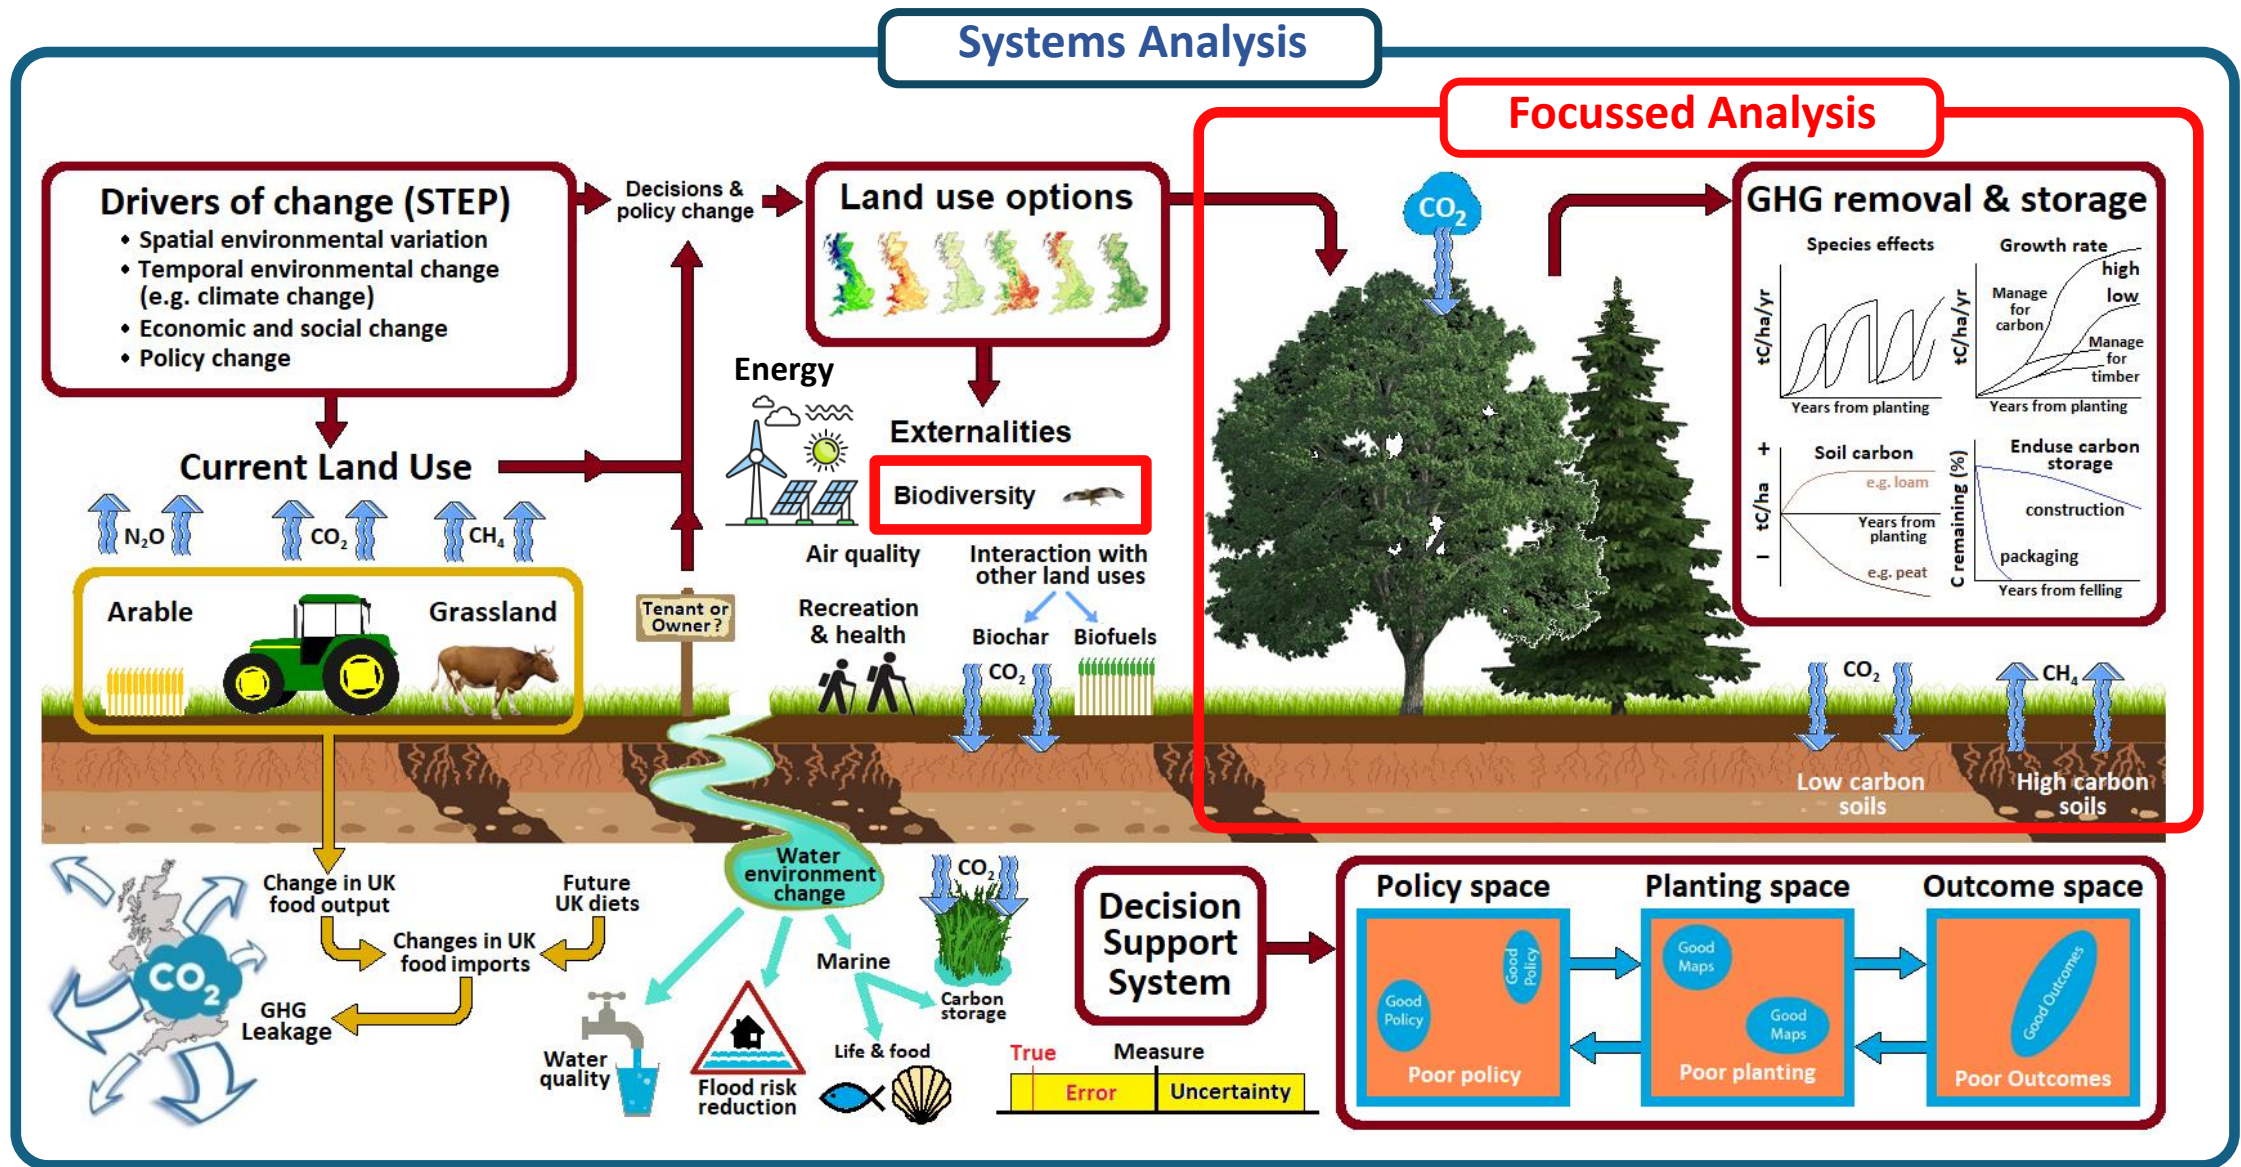 Systems Analysis
Focussed Analysis
Drivers of change (STEP)
• Spatial environmental variation
• Temporal environmental change
(e.g. climate change)
• Economic and social change
• Policy change
Decisions &
policy change
Land use options
CO2
GHG removal & storage
Species effects
tC/ha/yr
Years from planting
Growth rate
high
low
Manage
for
carbon
Manage
for
timber
tC/ha/yr
Years from planting
Soil carbon
+
tC/ha
–
e.g. loam
Years from
planting
e.g. peat
Enduse carbon
storage
C remaining (%)
construction
packaging
Years from felling
Current Land Use
N2O
CO2
CH4
Arable
Grassland
Tenant or
Owner?
Energy
Externalities
Biodiversity
Air quality
Interaction with
other land uses
Recreation
& health
Biochar
Biofuels
CO2
CO2
CH4
Low carbon
soils
High carbon
soils
Change in UK
food output
Future
UK diets
Changes in UK
food imports
CO2
GHG
Leakage
Water
environment
change
Marine
CO2
Carbon
storage
Water
quality
Flood risk
reduction
Life & food
True
Measure
Error
Uncertainty
Decision
Support
System
Policy space
Good
Policy
Good
Policy
Poor policy
Planting space
Good
Maps
Good
Maps
Poor planting
Outcome space
Good Outcomes
Poor Outcomes